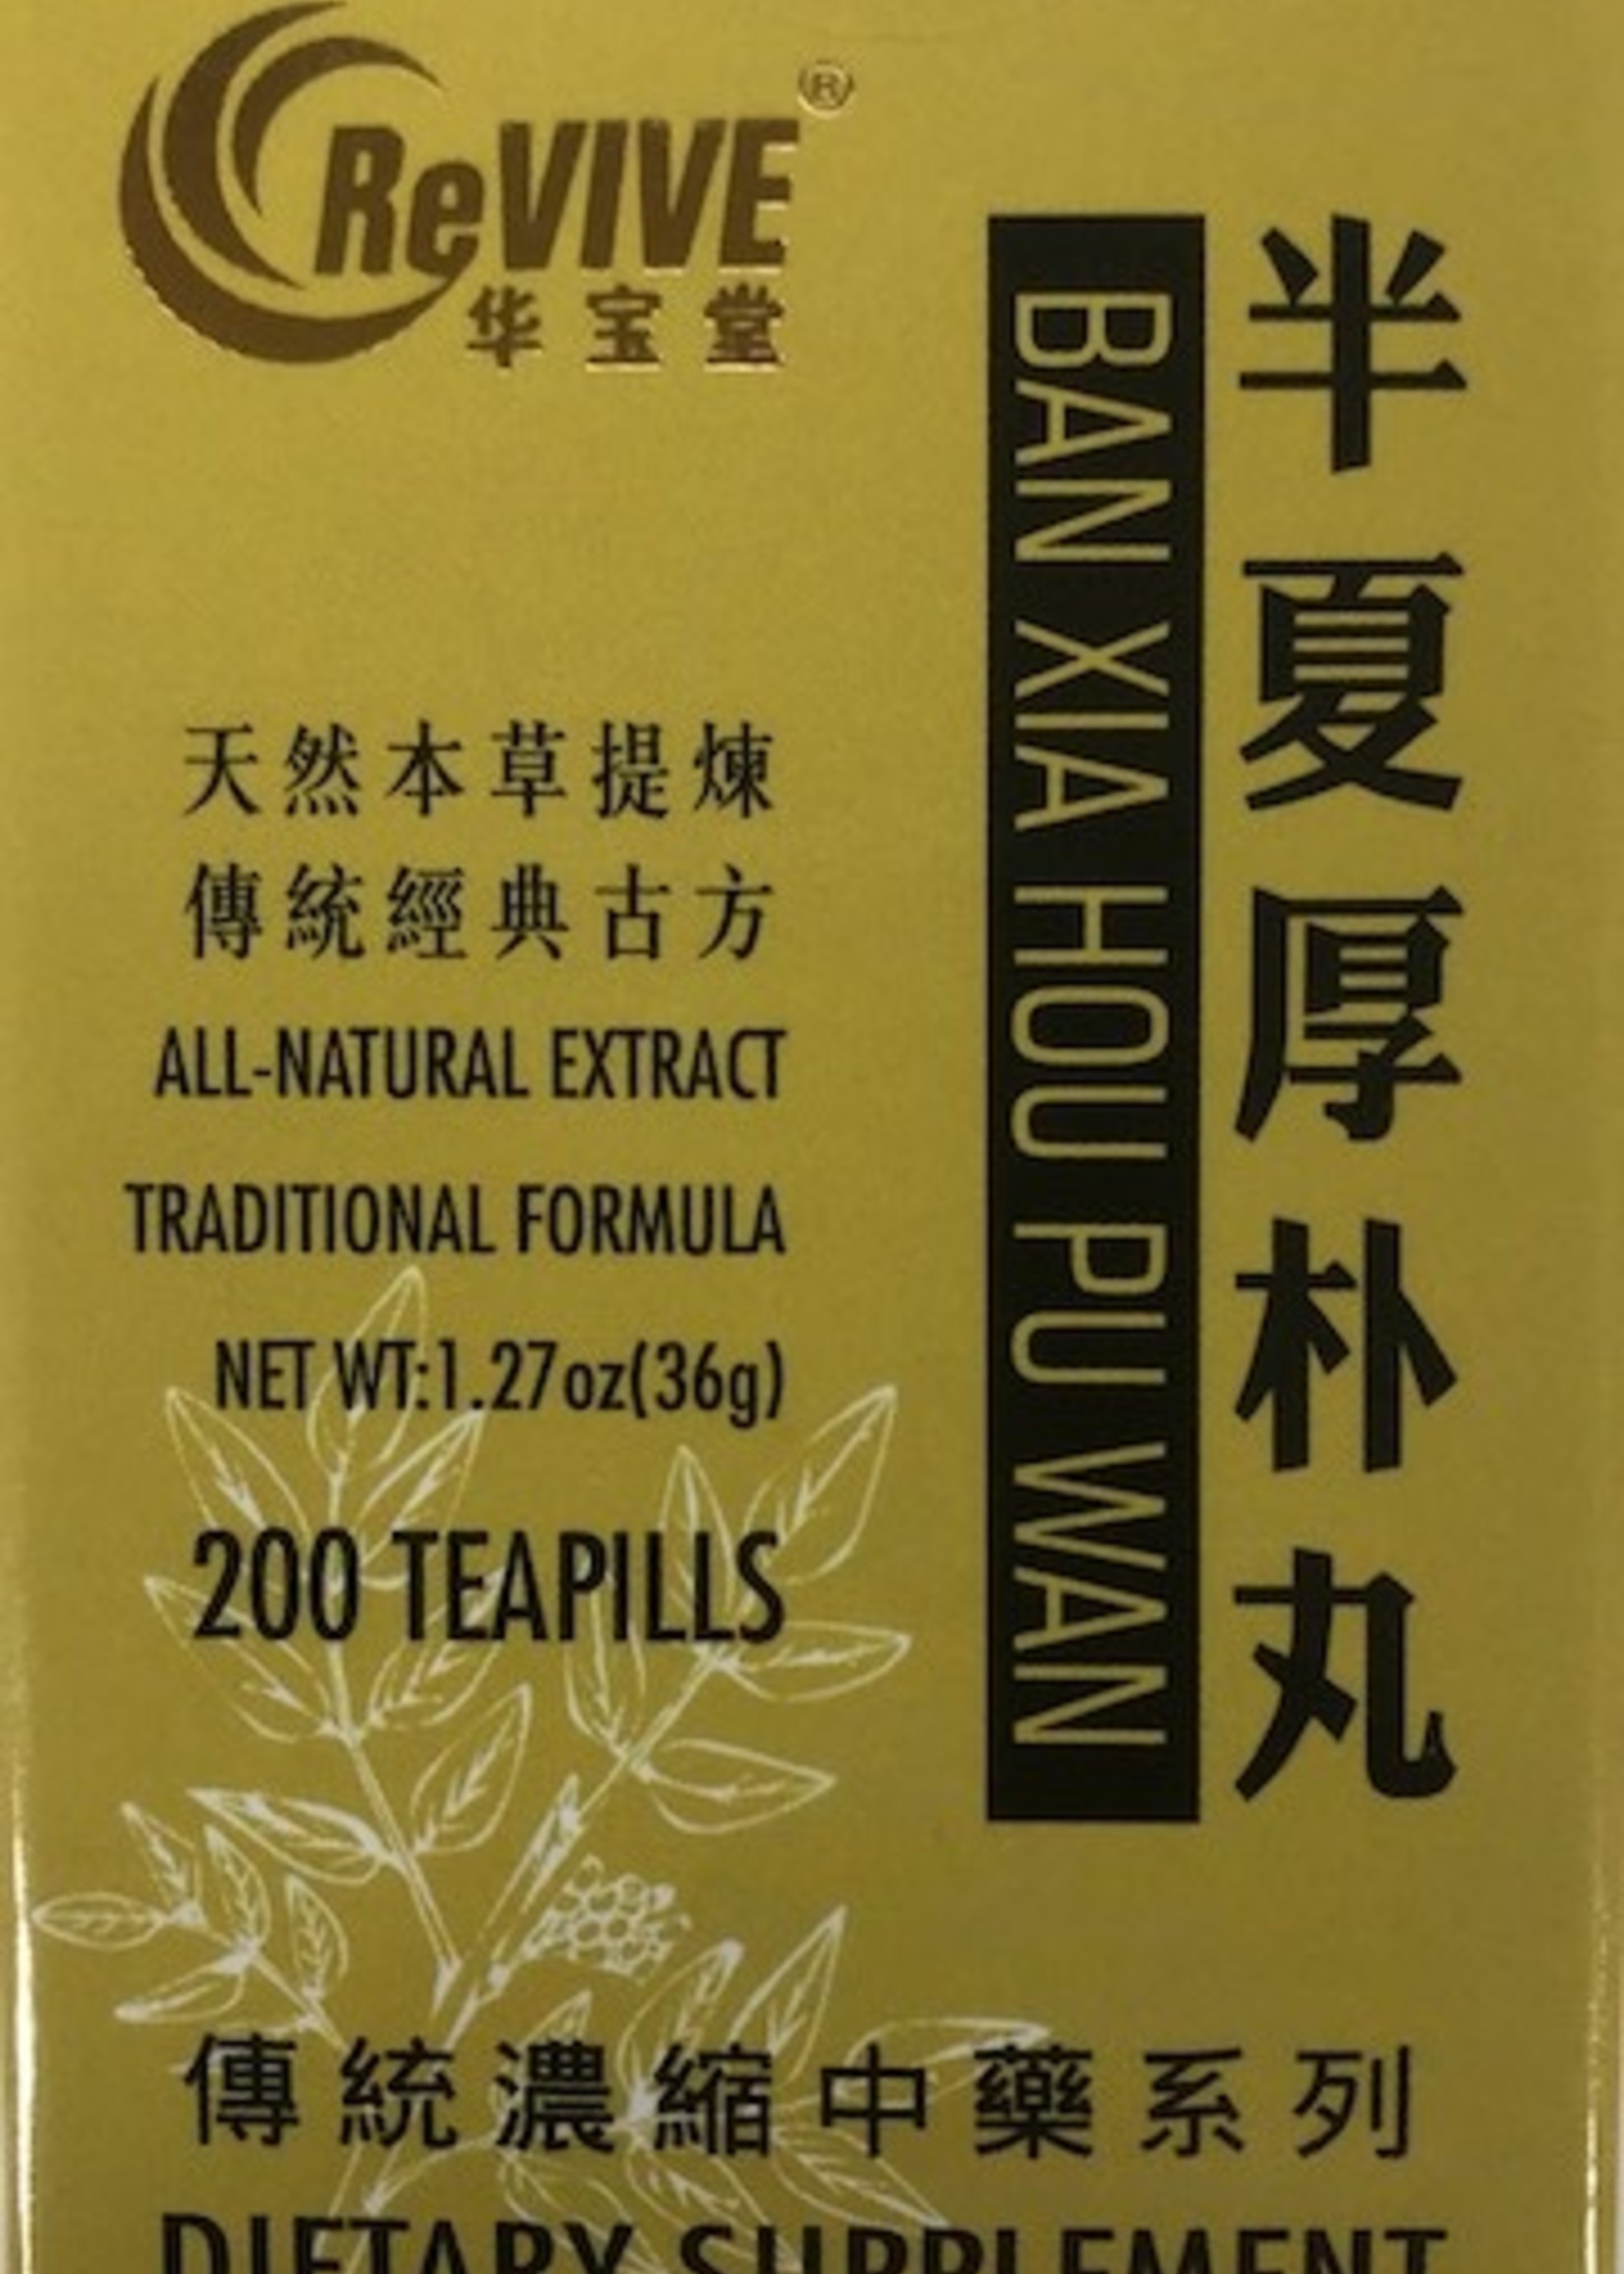 ReVIVE®
华宝堂
半夏厚朴丸
BAN XIA HOU PU WAN
天然本草提煉
傳統經典古方
ALL-NATURAL EXTRACT
TRADITIONAL FORMULA
NET WT:1.27oz(36g)
200 TEAPILLS
傳統濃縮中藥系列
DIETARY SUPPLEMENT